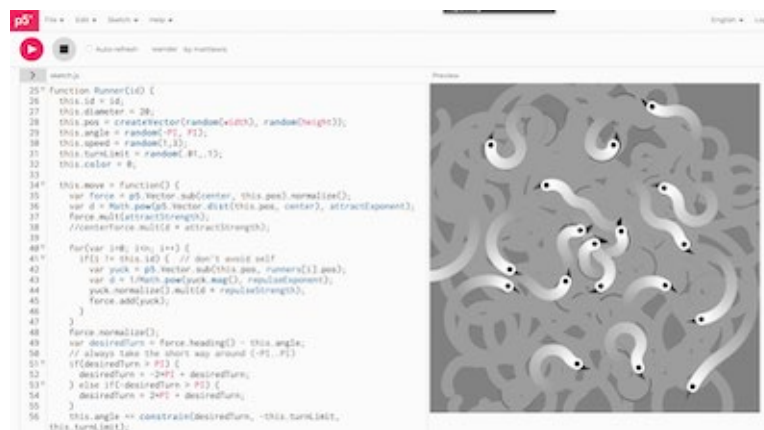 p5*
File
Edit
Sketch
Help
English
Auto-refresh
wander by matthewis
sketch.js
Preview
25 function Runner(id) {
26 this.id = id;
27 this.diameter = 20;
28 this.pos = createVector(random(width), random(height));
29 this.angle = random(-PI, PI);
30 this.speed = random(1,3);
31 this.turnLimit = random(.01,.1);
32 this.color = 0;
33
34 this.move = function() {
35 var force = p5.Vector.sub(center, this.pos).normalize();
36 var d = Math.pow(p5.Vector.dist(this.pos, center), attractExponent);
37 force.mult(attractStrength);
38 //centerforce.mult(d * attractStrength);
39
40 for(var i=0; i<n; i++) {
41 if(i != this.id) { // don't avoid self
42 var yuck = p5.Vector.sub(this.pos, runners[i].pos);
43 var d = 1/Math.pow(yuck.mag(), repulseExponent);
44 yuck.normalize().mult(d * repulseStrength);
45 force.add(yuck);
46 }
47 }
48 force.normalize();
49 var desiredTurn = force.heading() - this.angle;
50 // always take the short way around (-PI..PI)
51 if(desiredTurn > PI) {
52 desiredTurn = -2*PI + desiredTurn;
53 } else if(-desiredTurn > PI) {
54 desiredTurn = 2*PI + desiredTurn;
55 }
56 this.angle += constrain(desiredTurn, -this.turnLimit,
this.turnLimit);